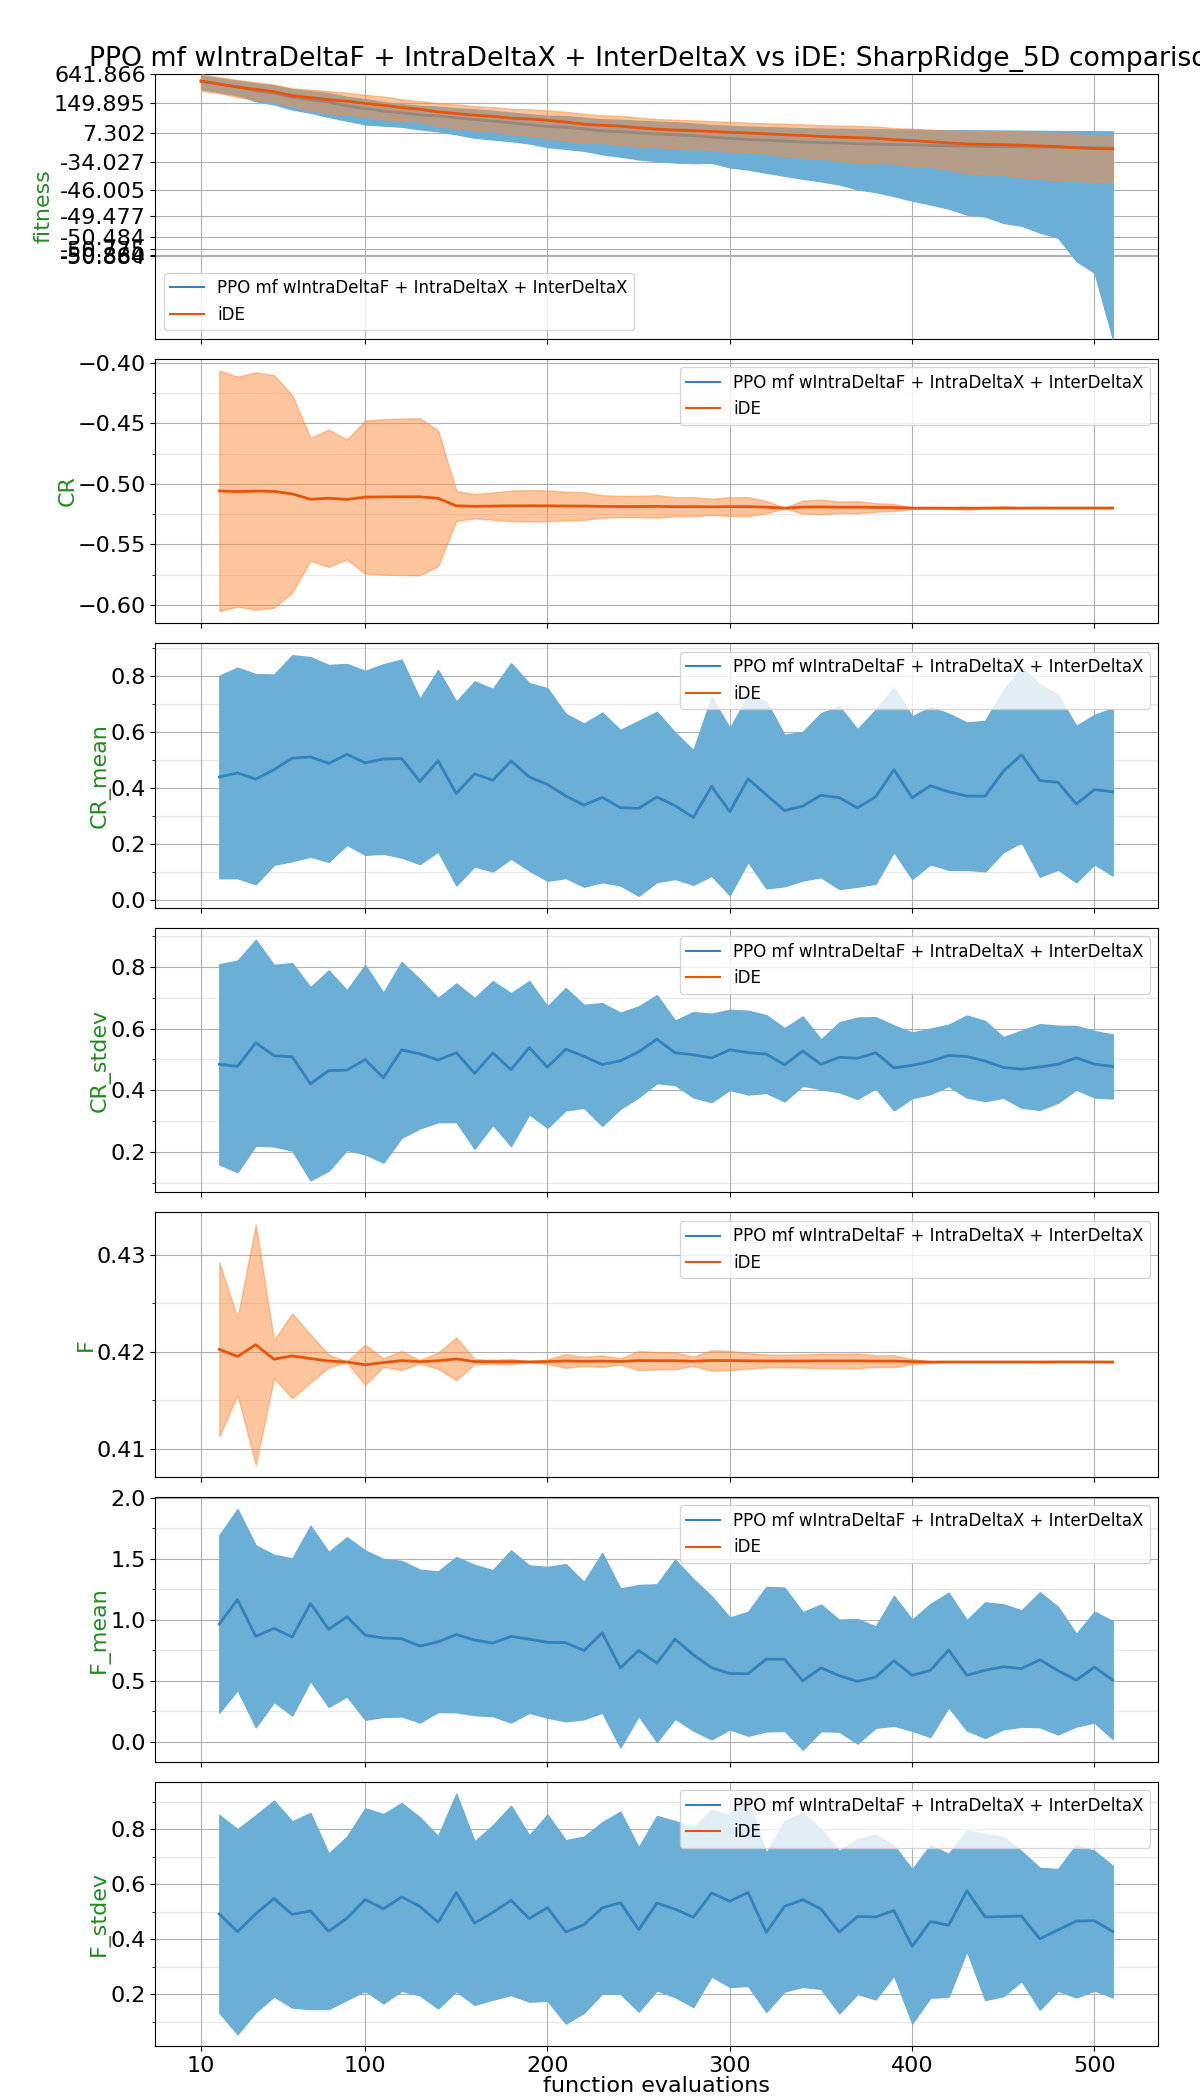 PPO mf wIntraDeltaF + IntraDeltaX + InterDeltaX vs iDE: SharpRidge_5D compariso
641.866
149.895
7.302
-34.027
-46.005
-49.477
-50.484
fitness
PPO mf wIntraDeltaF + IntraDeltaX + InterDeltaX
iDE
−0.40
−0.45
−0.50
−0.55
−0.60
CR
PPO mf wIntraDeltaF + IntraDeltaX + InterDeltaX
iDE
0.8
0.6
0.4
0.2
0.0
CR_mean
PPO mf wIntraDeltaF + IntraDeltaX + InterDeltaX
iDE
0.8
0.6
0.4
0.2
CR_stdev
PPO mf wIntraDeltaF + IntraDeltaX + InterDeltaX
iDE
0.43
0.42
0.41
F
PPO mf wIntraDeltaF + IntraDeltaX + InterDeltaX
iDE
2.0
1.5
1.0
0.5
0.0
F_mean
PPO mf wIntraDeltaF + IntraDeltaX + InterDeltaX
iDE
0.8
0.6
0.4
0.2
F_stdev
PPO mf wIntraDeltaF + IntraDeltaX + InterDeltaX
iDE
10 100 200 300 400 500
function evaluations